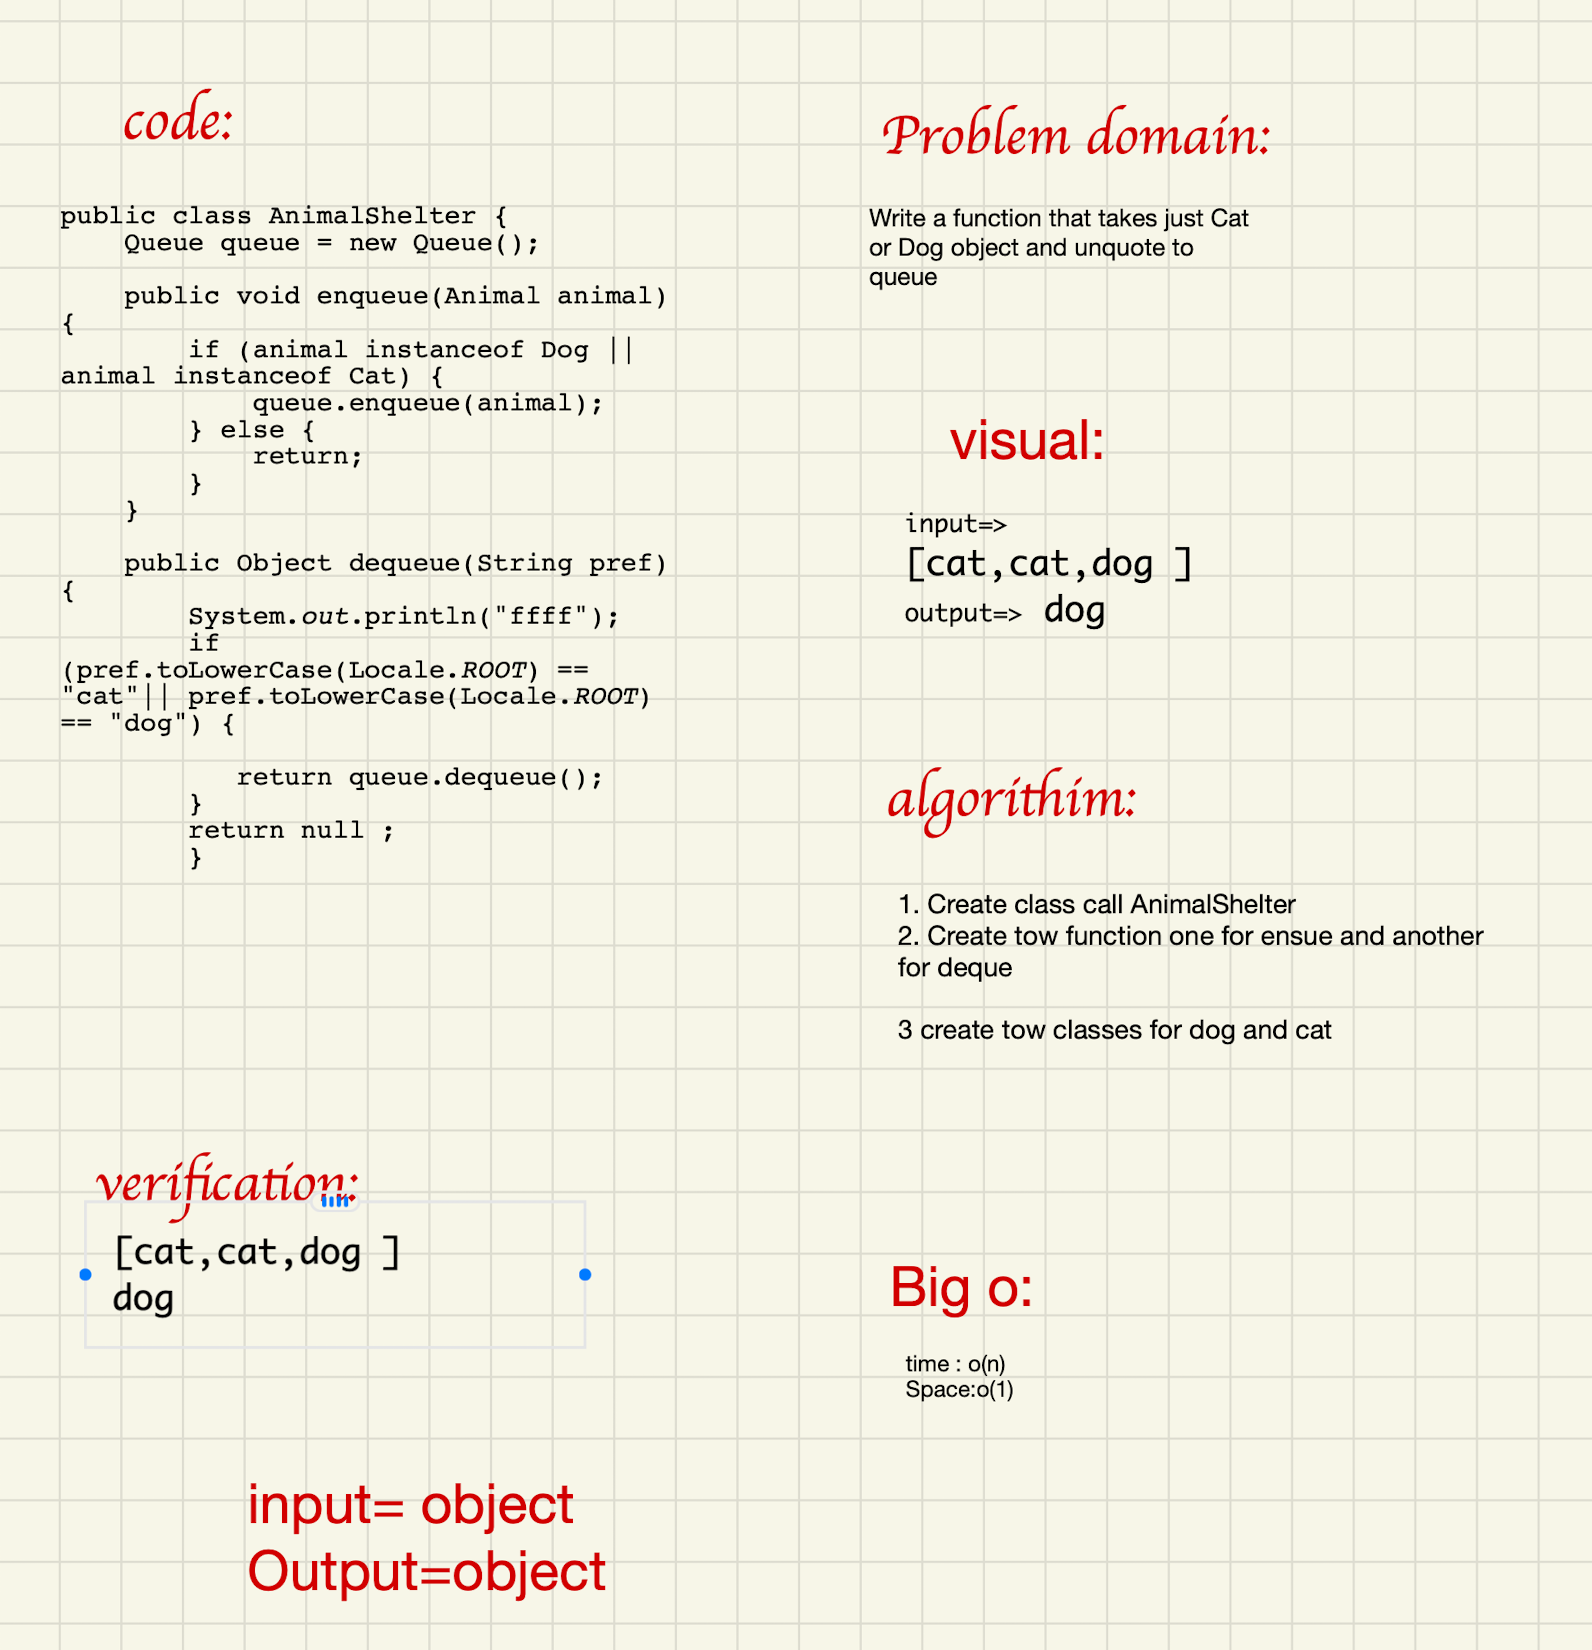 code:
public class AnimalShelter {
    Queue queue = new Queue();
    public void enqueue(Animal animal)
{
        if (animal instanceof Dog ||
animal instanceof Cat) {
            queue.enqueue(animal);
        } else {
            return;
        }
    }
    public Object dequeue(String pref)
{
        System.out.println("ffff");
        if
(pref.toLowerCase(Locale.ROOT) ==
"cat"|| pref.toLowerCase(Locale.ROOT)
== "dog") {
           return queue.dequeue();
        }
        return null ;
        }
verification:
[cat,cat,dog ]
dog
input= object
Output=object
Problem domain:
Write a function that takes just Cat
or Dog object and unquote to
queue
visual:
input=>
[cat,cat,dog ]
output=> dog
algorithim:
1. Create class call AnimalShelter
2. Create tow function one for ensue and another
for deque
3 create tow classes for dog and cat
Big o:
time : o(n)
Space:o(1)